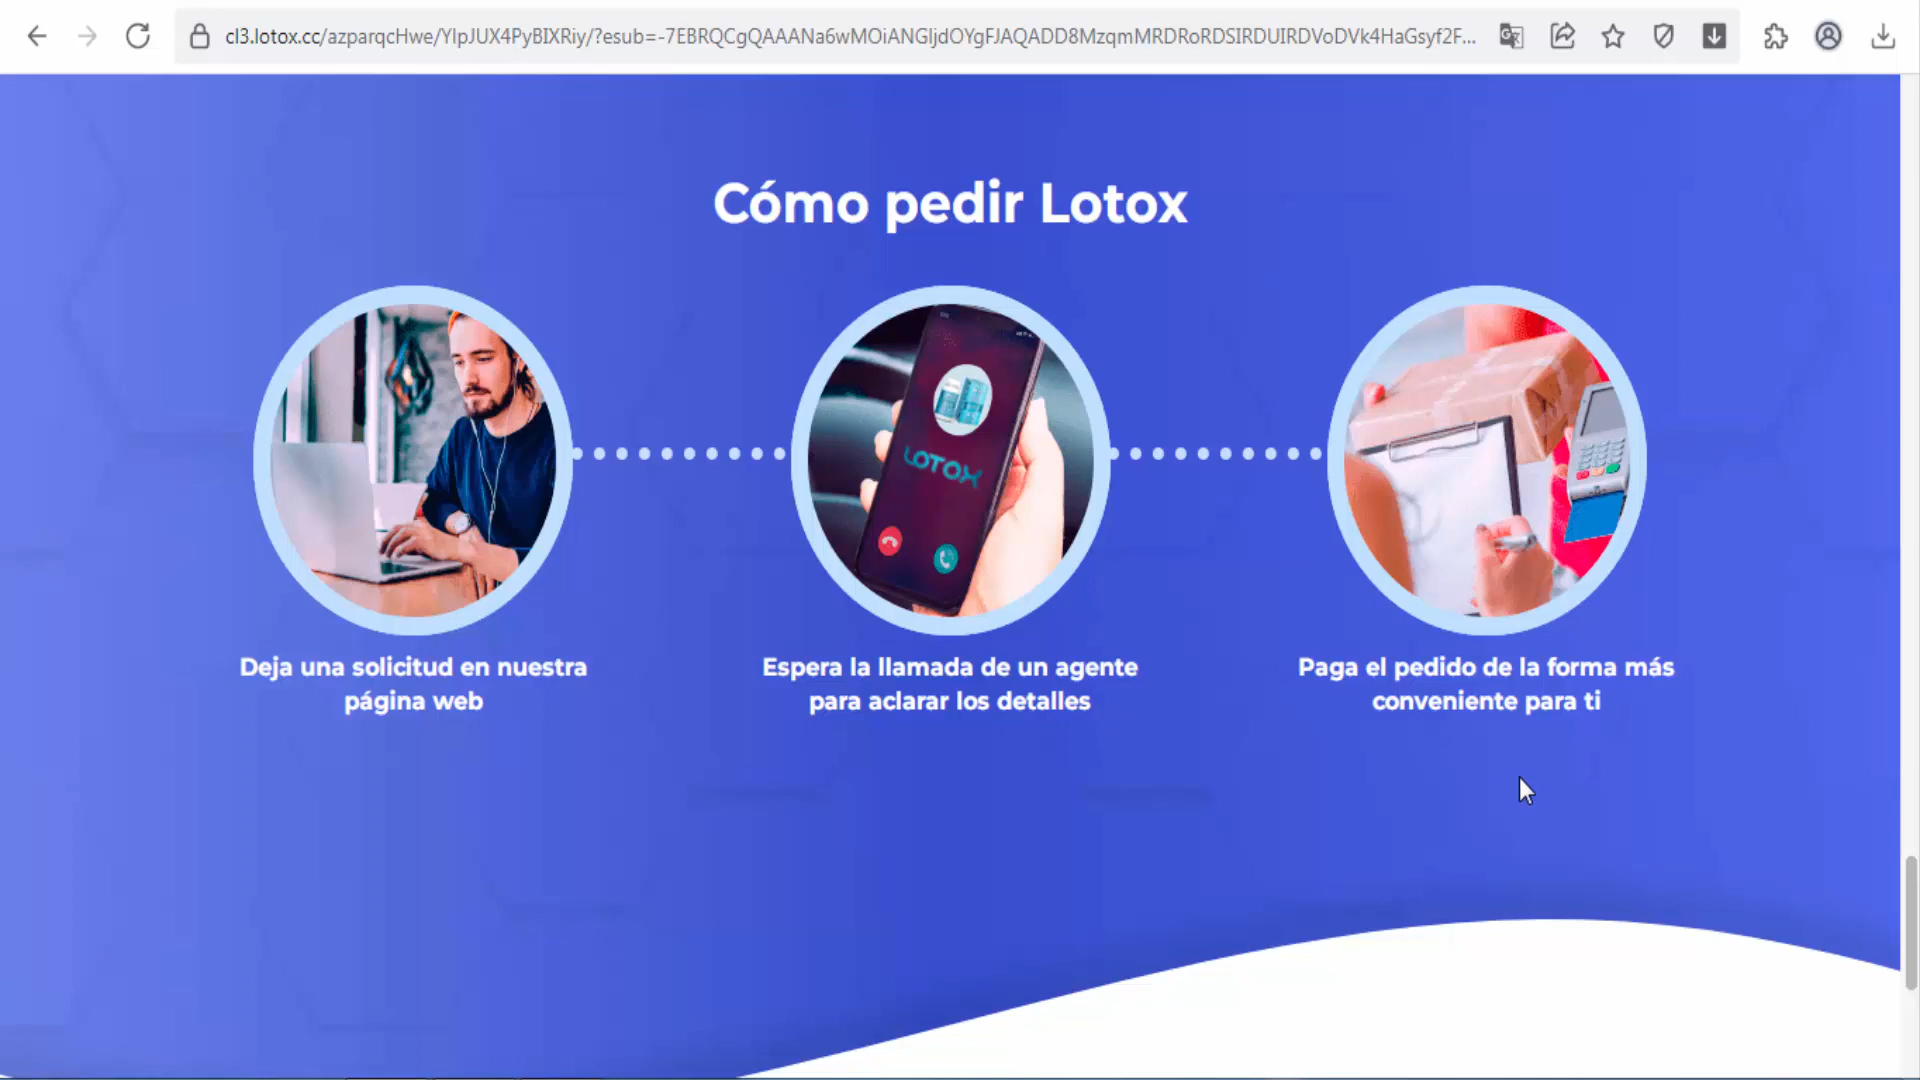 cl3.lotox.cc/azparqcHwe/YlpJUX4PyBIXRiy/?esub=-7EBRQCgQAAANa6wMOiANGljdOYgFJAQADD8MzqmMRDRoRDSIRDUIRDVoDVk4HaGsyf2F...
Cómo pedir Lotox
LOTOX
Deja una solicitud en nuestra
página web
Espera la llamada de un agente
para aclarar los detalles
Paga el pedido de la forma más
conveniente para ti